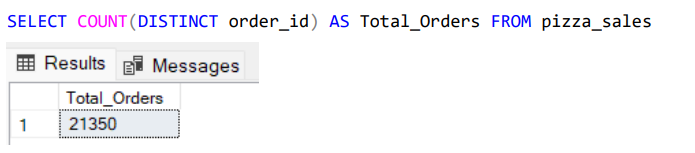 SELECT COUNT(DISTINCT order_id) AS Total_Orders FROM pizza_sales
Results Messages
Total_Orders
1 21350